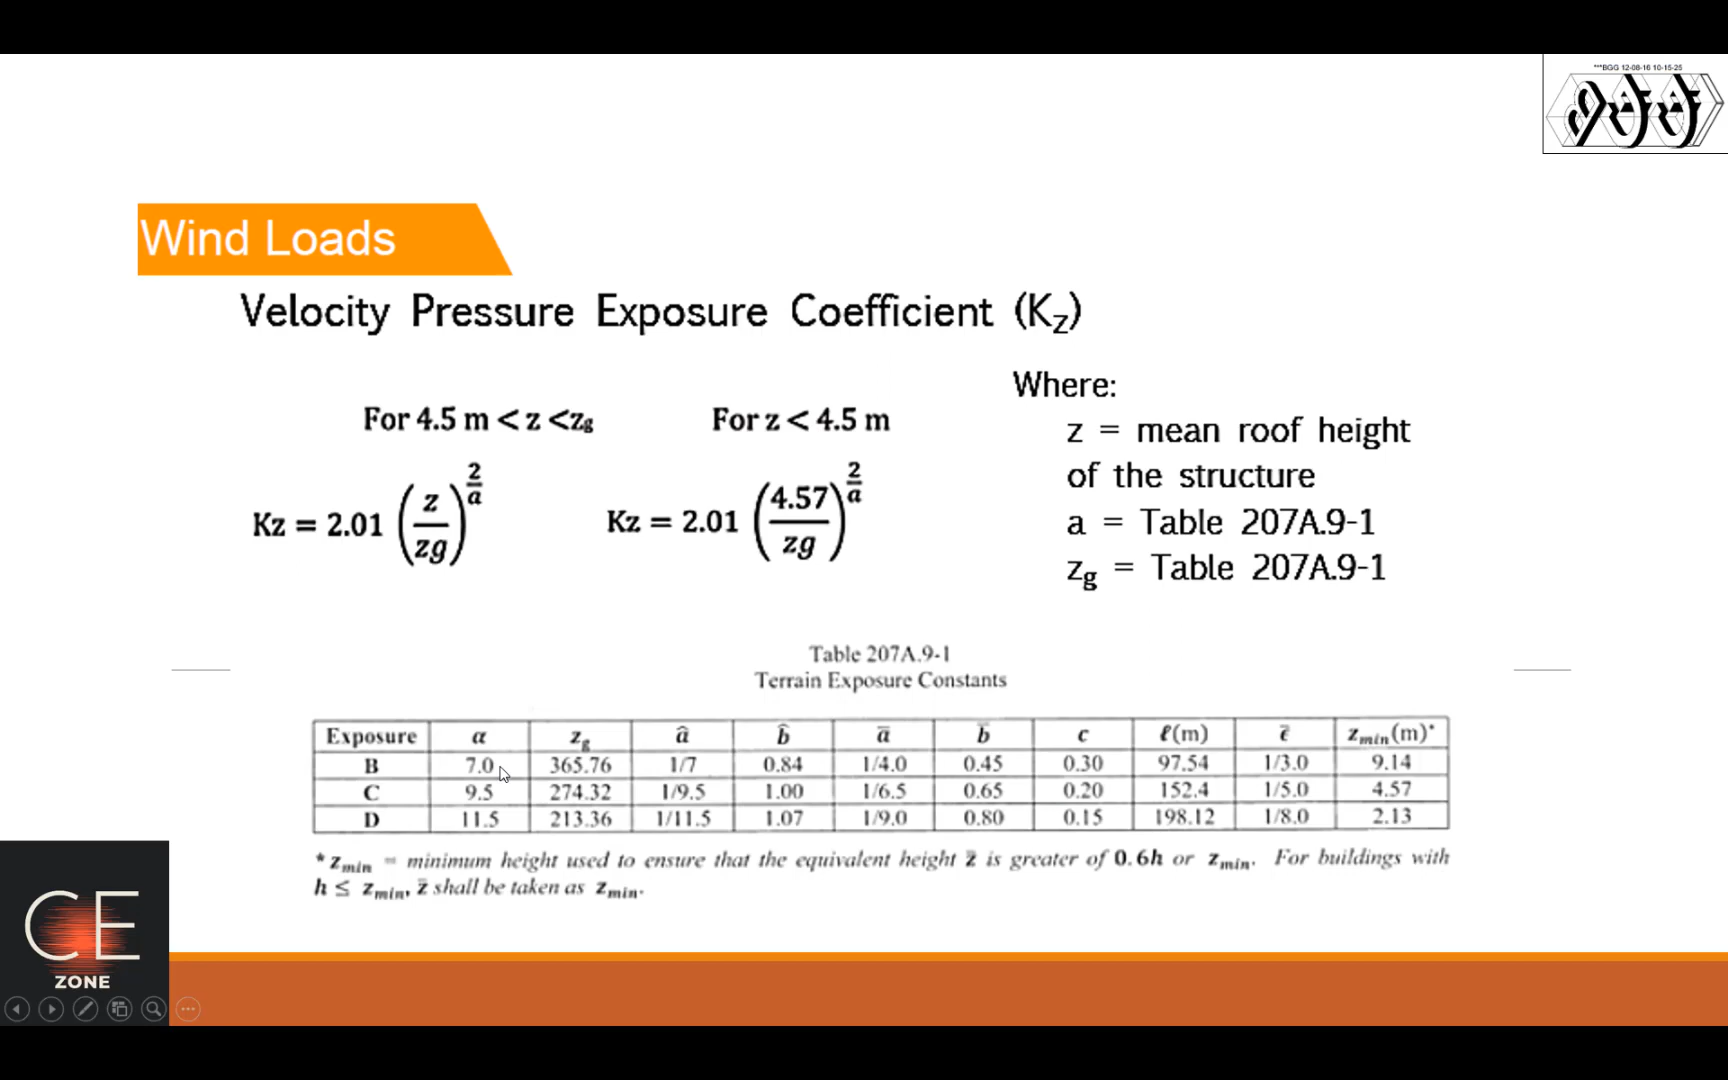 ***BGG 12-08-16 10-15-25
Wind Loads
Velocity Pressure Exposure Coefficient (Kz)
For 4.5 m < z <zg
For z < 4.5 m
Kz = 2.01 (z/zg)^(2/a)
Kz = 2.01 (4.57/zg)^(2/a)
Where:
z = mean roof height
of the structure
a = Table 207A.9-1
zg = Table 207A.9-1
Table 207A.9-1
Terrain Exposure Constants
Exposure α zg â b̂ ᾱ b̄ c ℓ(m) ε̄ zmin(m)*
B 7.0 365.76 1/7 0.84 1/4.0 0.45 0.30 97.54 1/3.0 9.14
C 9.5 274.32 1/9.5 1.00 1/6.5 0.65 0.20 152.4 1/5.0 4.57
D 11.5 213.36 1/11.5 1.07 1/9.0 0.80 0.15 198.12 1/8.0 2.13
* zmin = minimum height used to ensure that the equivalent height z̄ is greater of 0.6h or zmin. For buildings with
h ≤ zmin, z̄ shall be taken as zmin.
CE
ZONE